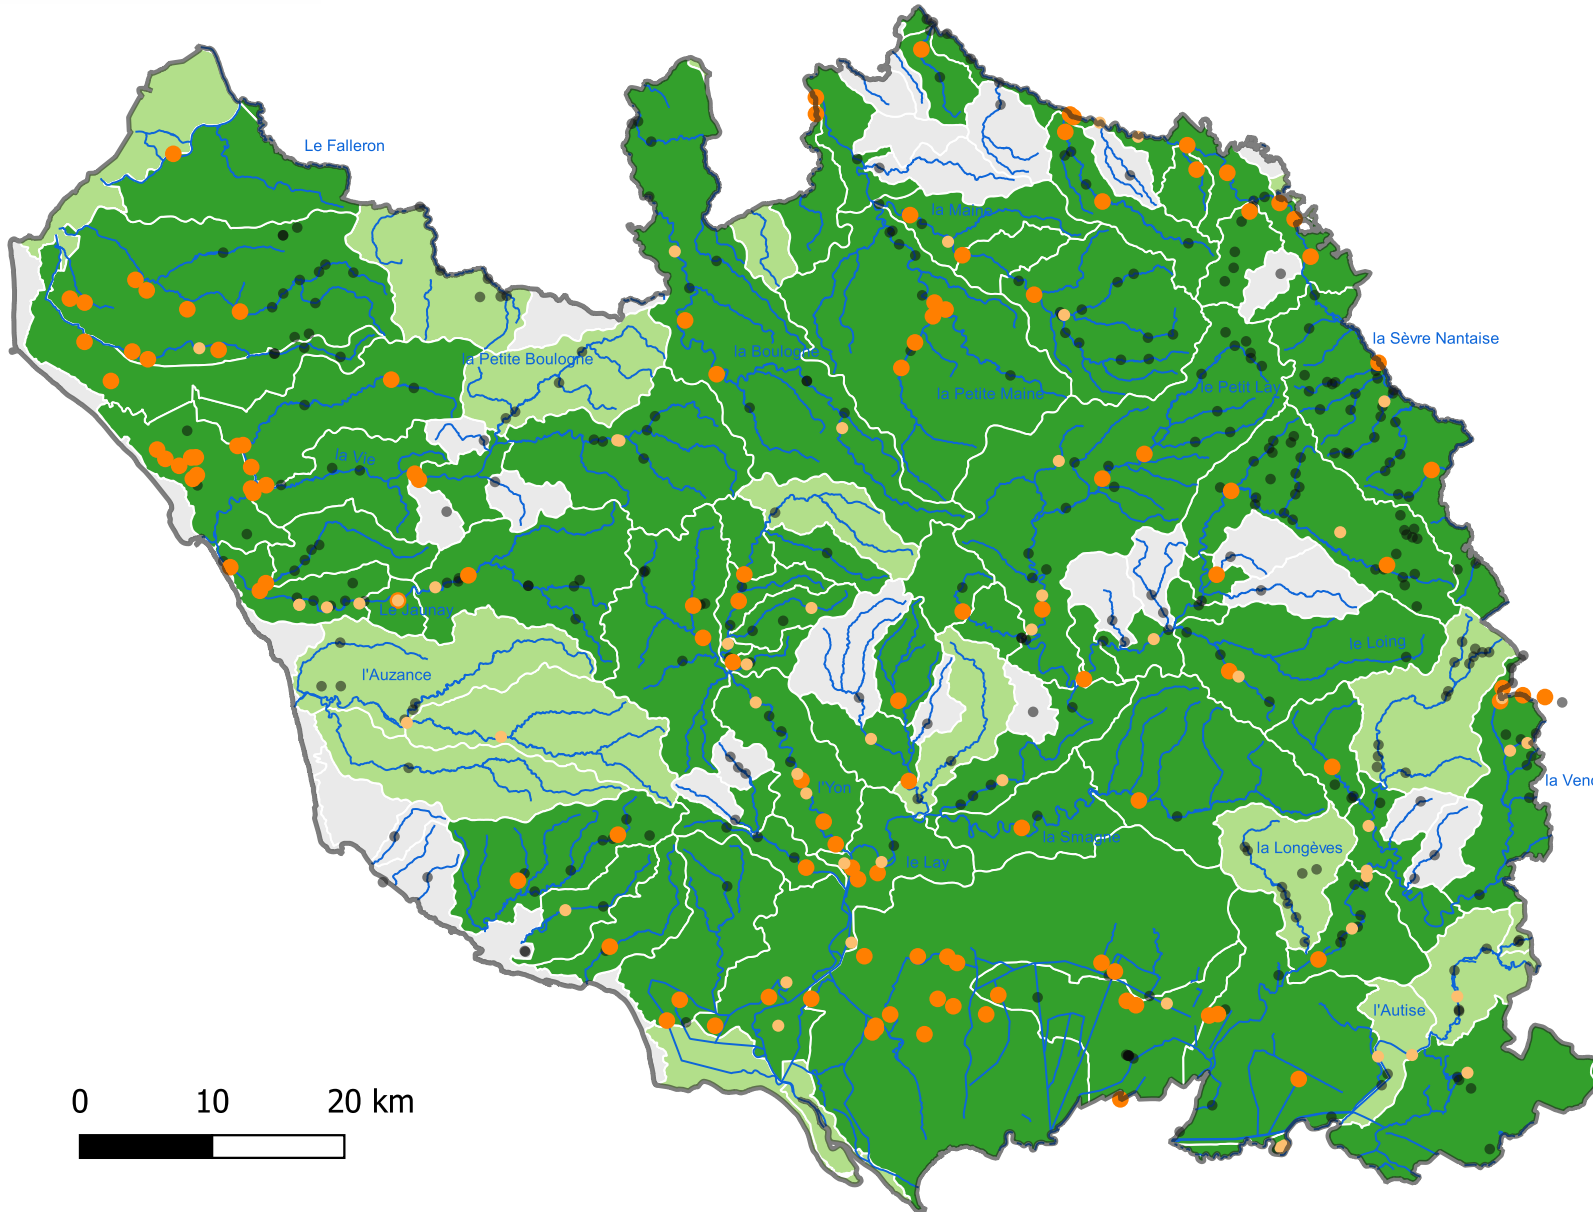 Le Falleron
la Maine
la Sèvre Nantaise
la Petite Boulogne
la Boulogne
le Petit Lay
la Petite Maine
la Vie
Le Jaunay
le Loing
l'Auzance
l'Yon
la Smagne
la Longèves
le Lay
l'Autise
0 10 20 km